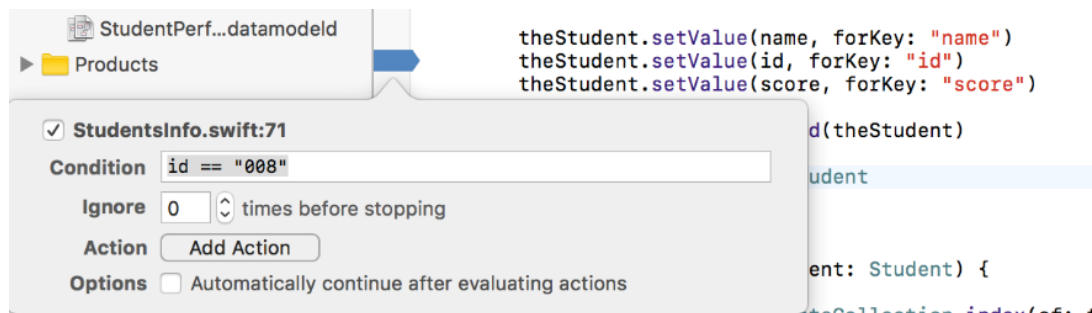 StudentPerf...datamodeld
Products
theStudent.setValue(name, forKey: "name")
theStudent.setValue(id, forKey: "id")
theStudent.setValue(score, forKey: "score")
StudentsInfo.swift:71
d(theStudent)
Condition id == "008"
udent
Ignore 0 times before stopping
Action Add Action
ent: Student) {
Options Automatically continue after evaluating actions